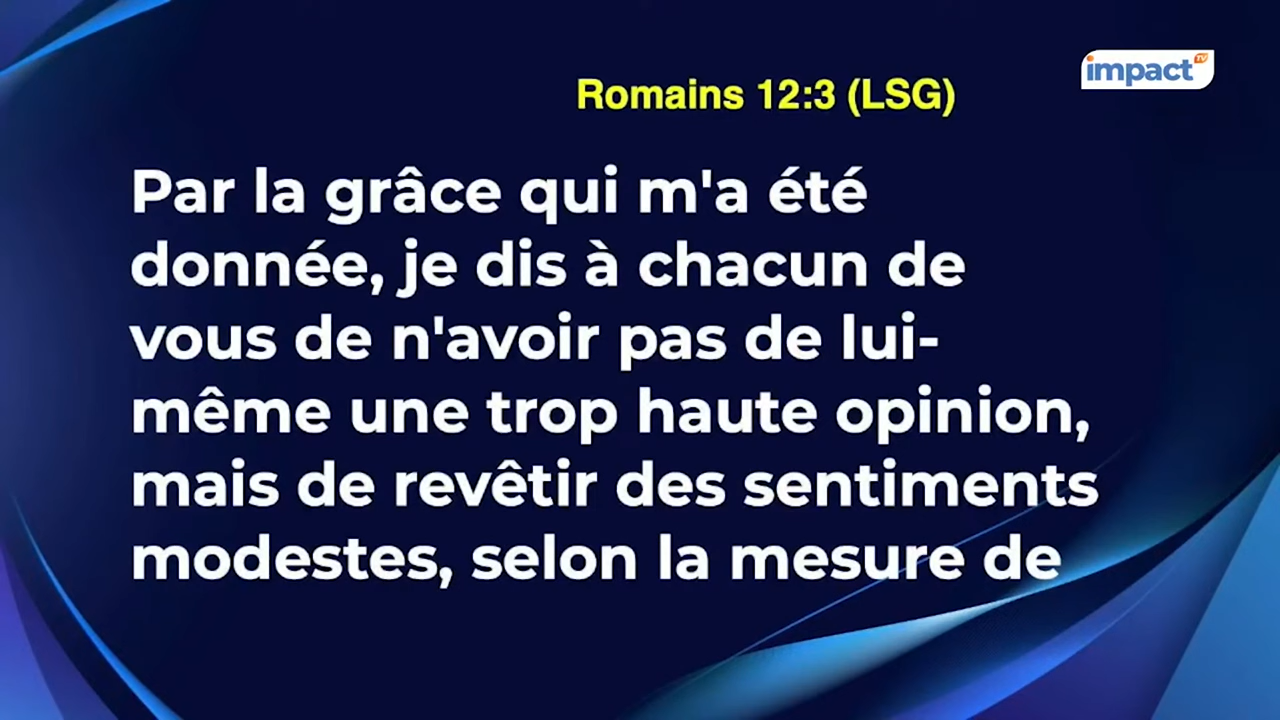 impact TV
Romains 12:3 (LSG)
Par la grâce qui m'a été
donnée, je dis à chacun de
vous de n'avoir pas de lui-
même une trop haute opinion,
mais de revêtir des sentiments
modestes, selon la mesure de